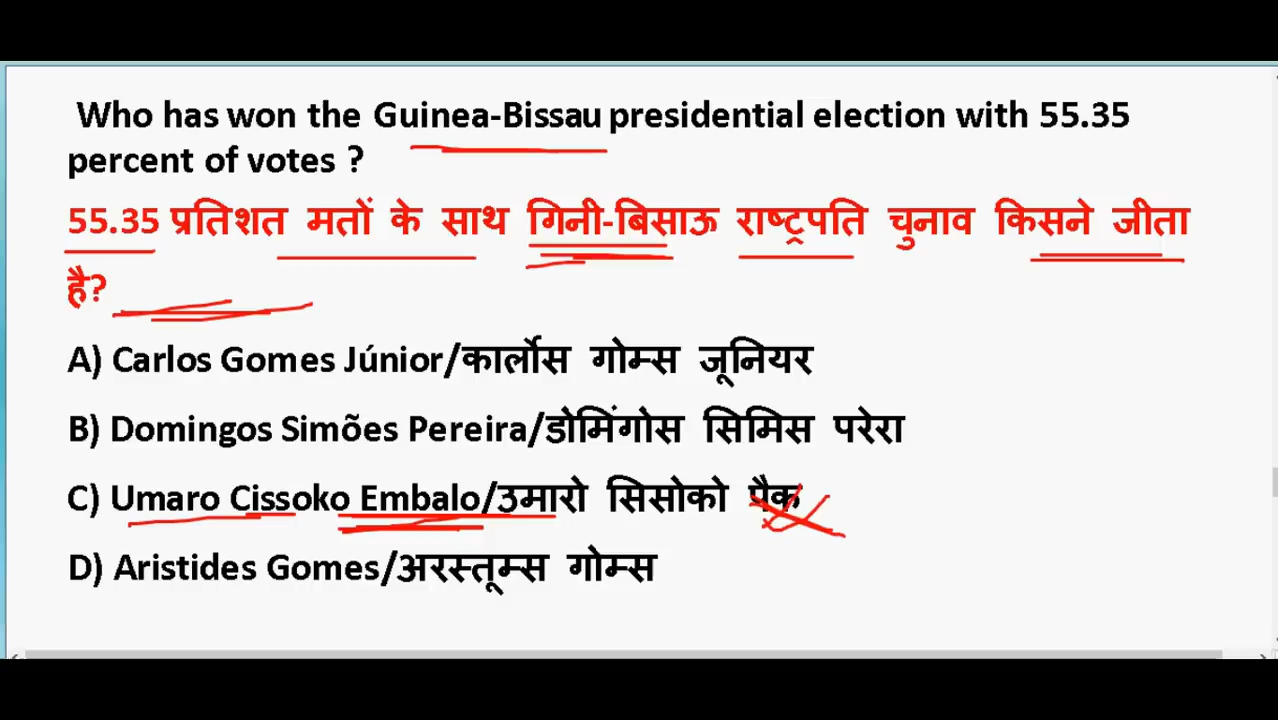 Who has won the Guinea-Bissau presidential election with 55.35
percent of votes ?
55.35 प्रतिशत मतों के साथ गिनी-बिसाऊ राष्ट्रपति चुनाव किसने जीता
है?
A) Carlos Gomes Júnior/कार्लोस गोम्स जूनियर
B) Domingos Simões Pereira/डोमिंगोस सिमिस परेरा
C) Umaro Cissoko Embalo/उमारो सिसोको पैक
D) Aristides Gomes/अरस्तूम्स गोम्स